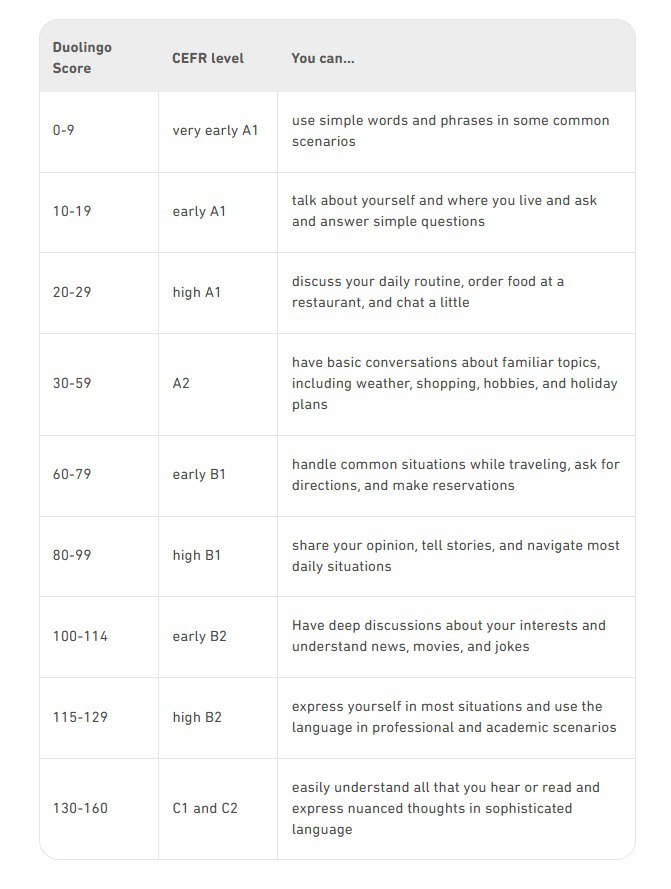 Duolingo
Score
CEFR level
You can...
0-9
very early A1
use simple words and phrases in some common
scenarios
10-19
early A1
talk about yourself and where you live and ask
and answer simple questions
20-29
high A1
discuss your daily routine, order food at a
restaurant, and chat a little
30-59
A2
have basic conversations about familiar topics,
including weather, shopping, hobbies, and holiday
plans
60-79
early B1
handle common situations while traveling, ask for
directions, and make reservations
80-99
high B1
share your opinion, tell stories, and navigate most
daily situations
100-114
early B2
Have deep discussions about your interests and
understand news, movies, and jokes
115-129
high B2
express yourself in most situations and use the
language in professional and academic scenarios
130-160
C1 and C2
easily understand all that you hear or read and
express nuanced thoughts in sophisticated
language